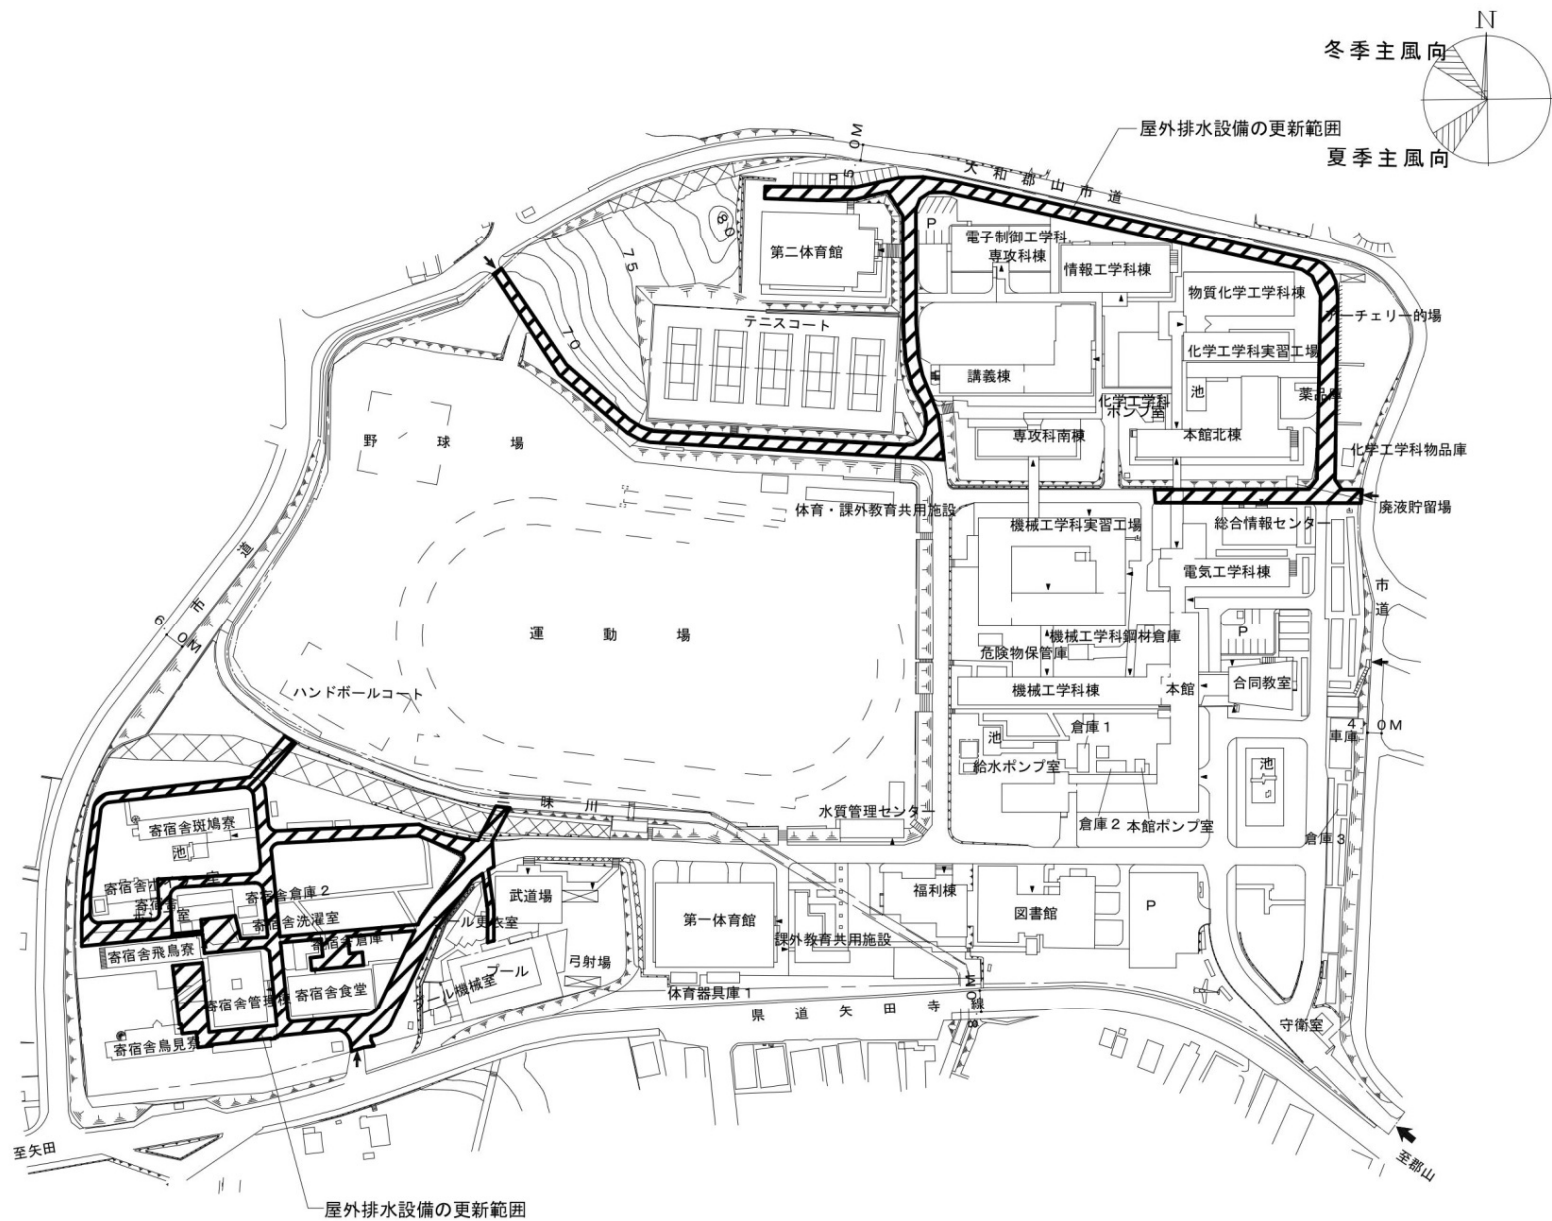 N
冬季主風向
屋外排水設備の更新範囲
夏季主風向
5.0M
大和郡山市道
P
P
80
75
70
第二体育館
電子制御工学科,
専攻科棟
情報工学科棟
物質化学工学科棟
アーチェリー的場
テニスコート
化学工学科実習工場
講義棟
池
薬品庫
化学工学科
ポンプ室
野球場
専攻科南棟
本館北棟
化学工学科物品庫
体育・課外教育共用施設
廃液貯留場
機械工学科実習工場
総合情報センター
電気工学科棟
市道
市道
6.0M
運動場
P
機械工学科鋼材倉庫
危険物保管庫
ハンドボールコート
機械工学科棟
本館
合同教室
4.0M
車庫
倉庫1
池
給水ポンプ室
池
水質管理センター
倉庫2
本館ポンプ室
倉庫3
寄宿舎斑鳩寮
池
寄宿舎倉庫2
寄宿舎洗濯室
寄宿舎倉庫1
寄宿舎飛鳥寮
寄宿舎管理棟
寄宿舎食堂
寄宿舎鳥見寮
武道場
プール更衣室
プール
プール機械室
弓射場
第一体育館
福利棟
図書館
P
課外教育共用施設
体育器具庫1
県道矢田寺線
8.0M
守衛室
至矢田
至郡山
屋外排水設備の更新範囲